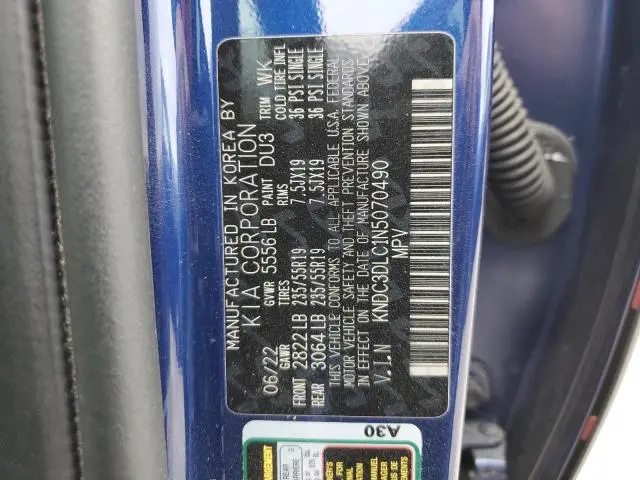 MANUFACTURED IN KOREA BY
KIA CORPORATION
06/22 GVWR 5556LB PAINT DU3 TRIM WK
GAWR TIRES RIMS COLD TIRE INFL
FRONT 2822LB 235/55R19 7.5JX19 36 PSI SINGLE
REAR 3064LB 235/55R19 7.5JX19 36 PSI SINGLE
THIS VEHICLE CONFORMS TO ALL APPLICABLE U.S.A. FEDERAL
MOTOR VEHICLE SAFETY AND THEFT PREVENTION STANDARDS
IN EFFECT ON THE DATE OF MANUFACTURE SHOWN ABOVE.
V.I.N KNDC3DLC1N5070490
MPV
A30
REAR